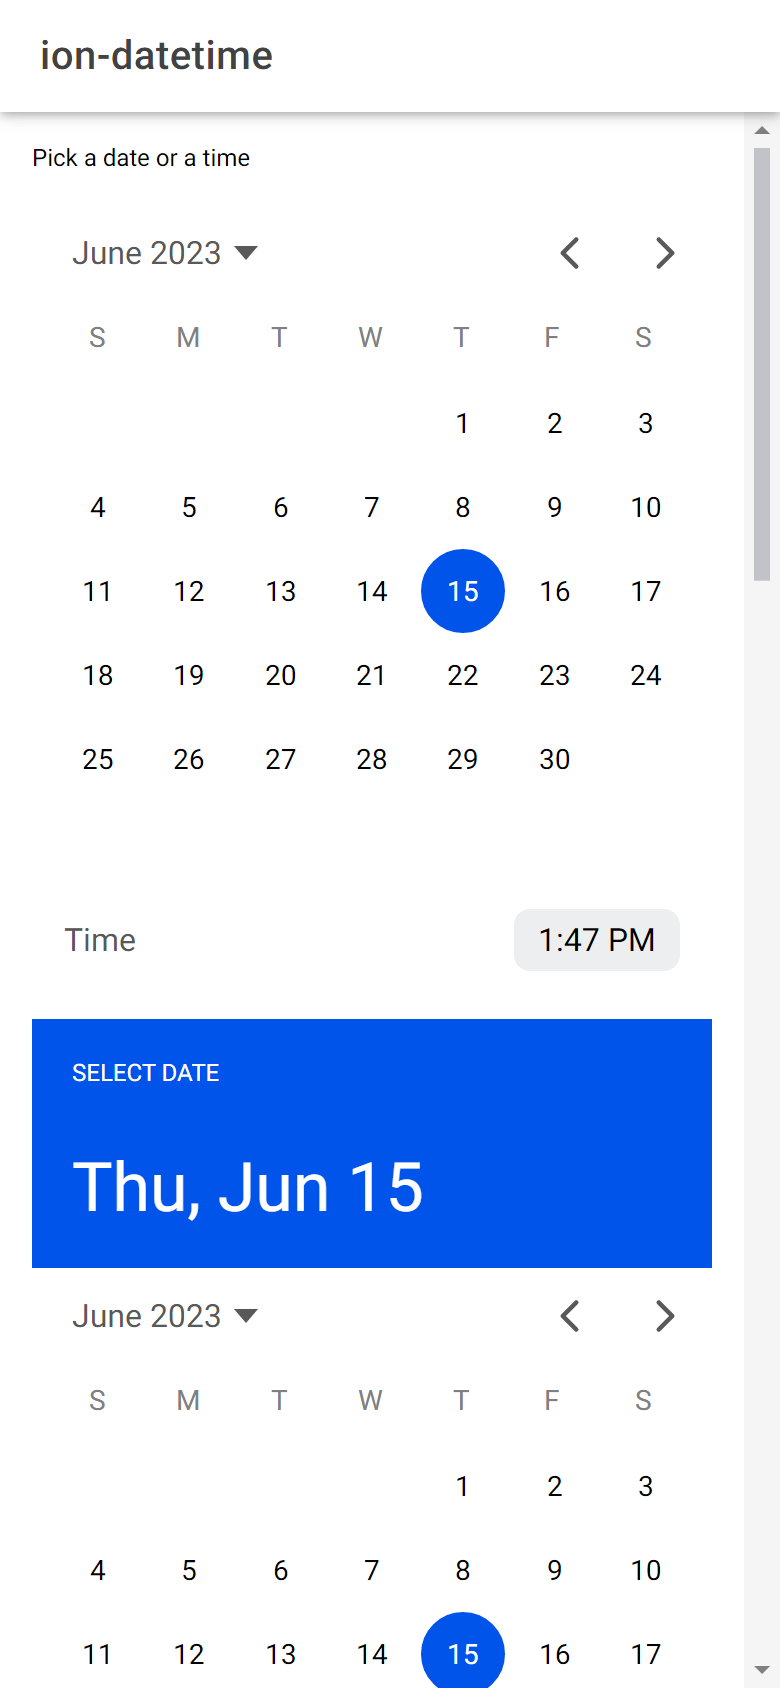 ion-datetime
Pick a date or a time
June 2023
S M T W T F S
1 2 3
4 5 6 7 8 9 10
11 12 13 14 15 16 17
18 19 20 21 22 23 24
25 26 27 28 29 30
Time 1:47 PM
SELECT DATE
Thu, Jun 15
June 2023
S M T W T F S
1 2 3
4 5 6 7 8 9 10
11 12 13 14 15 16 17